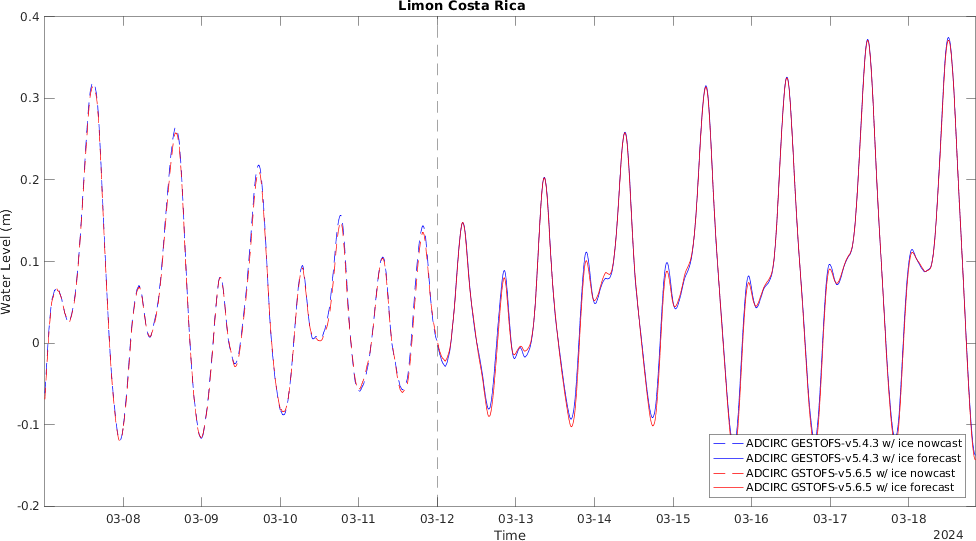 Limon Costa Rica
0.4
0.3
0.2
0.1
0
-0.1
-0.2
Water Level (m)
03-08 03-09 03-10 03-11 03-12 03-13 03-14 03-15 03-16 03-17 03-18
Time
2024
ADCIRC GESTOFS-v5.4.3 w/ ice nowcast
ADCIRC GESTOFS-v5.4.3 w/ ice forecast
ADCIRC GSTOFS-v5.6.5 w/ ice nowcast
ADCIRC GSTOFS-v5.6.5 w/ ice forecast